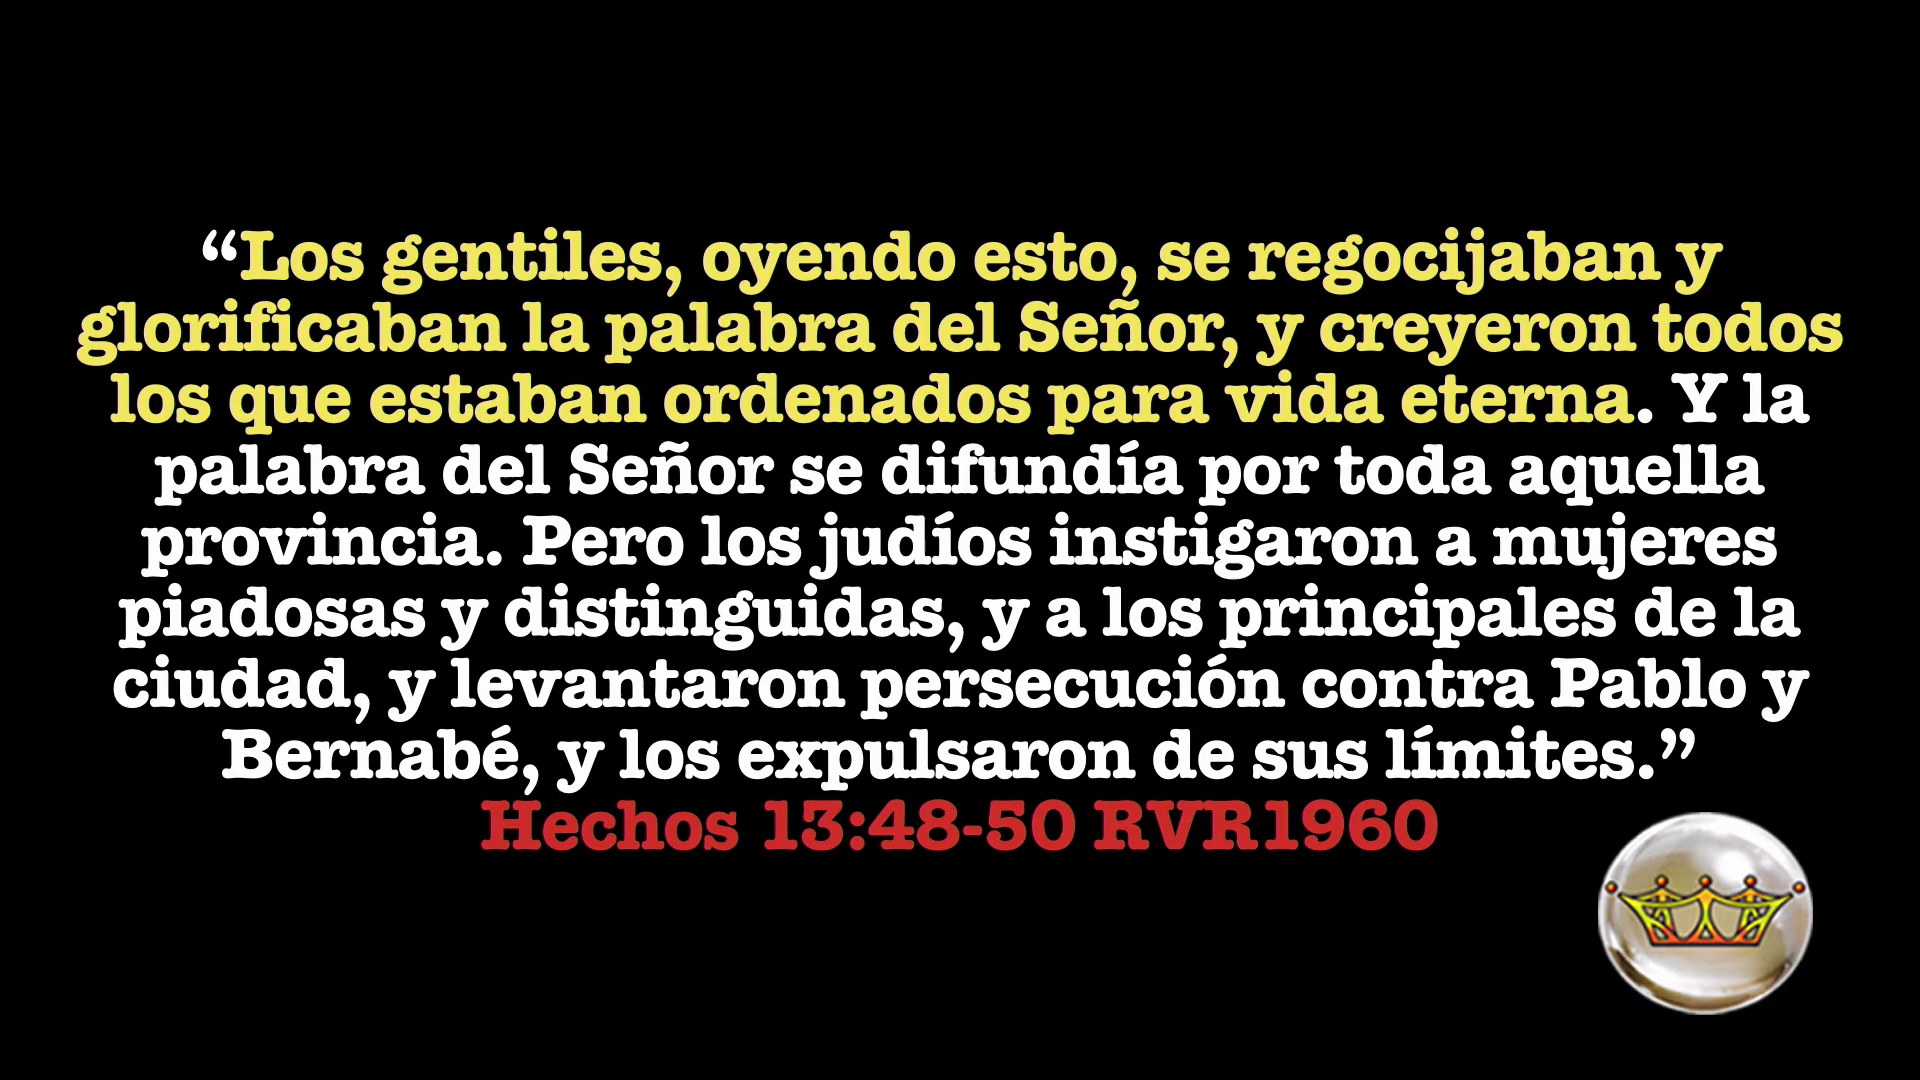 “Los gentiles, oyendo esto, se regocijaban y
glorificaban la palabra del Señor, y creyeron todos
los que estaban ordenados para vida eterna. Y la
palabra del Señor se difundía por toda aquella
provincia. Pero los judíos instigaron a mujeres
piadosas y distinguidas, y a los principales de la
ciudad, y levantaron persecución contra Pablo y
Bernabé, y los expulsaron de sus límites.”
Hechos 13:48-50 RVR1960